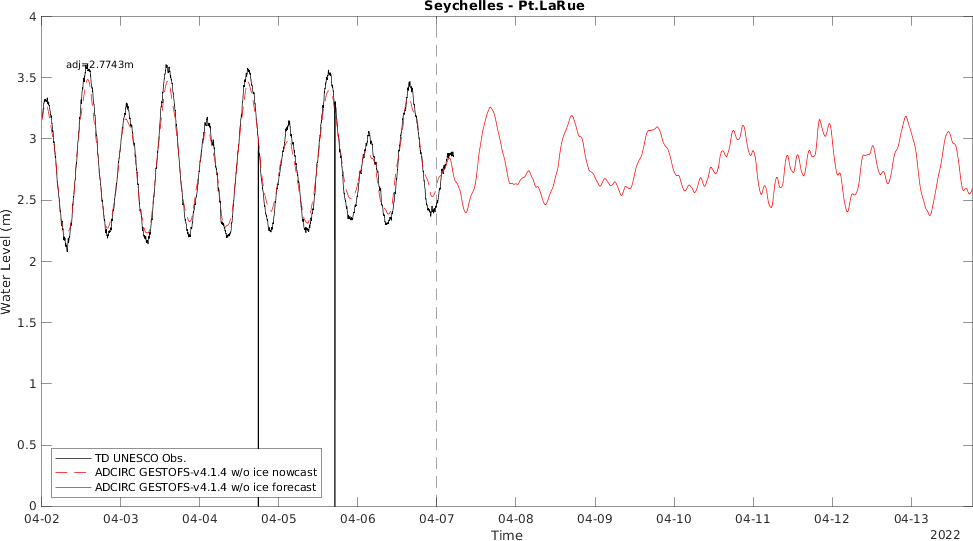 Seychelles - Pt.LaRue
adj=2.7743m
4
3.5
3
2.5
2
1.5
1
0.5
0
Water Level (m)
TD UNESCO Obs.
ADCIRC GESTOFS-v4.1.4 w/o ice nowcast
ADCIRC GESTOFS-v4.1.4 w/o ice forecast
04-02 04-03 04-04 04-05 04-06 04-07 04-08 04-09 04-10 04-11 04-12 04-13
Time
2022